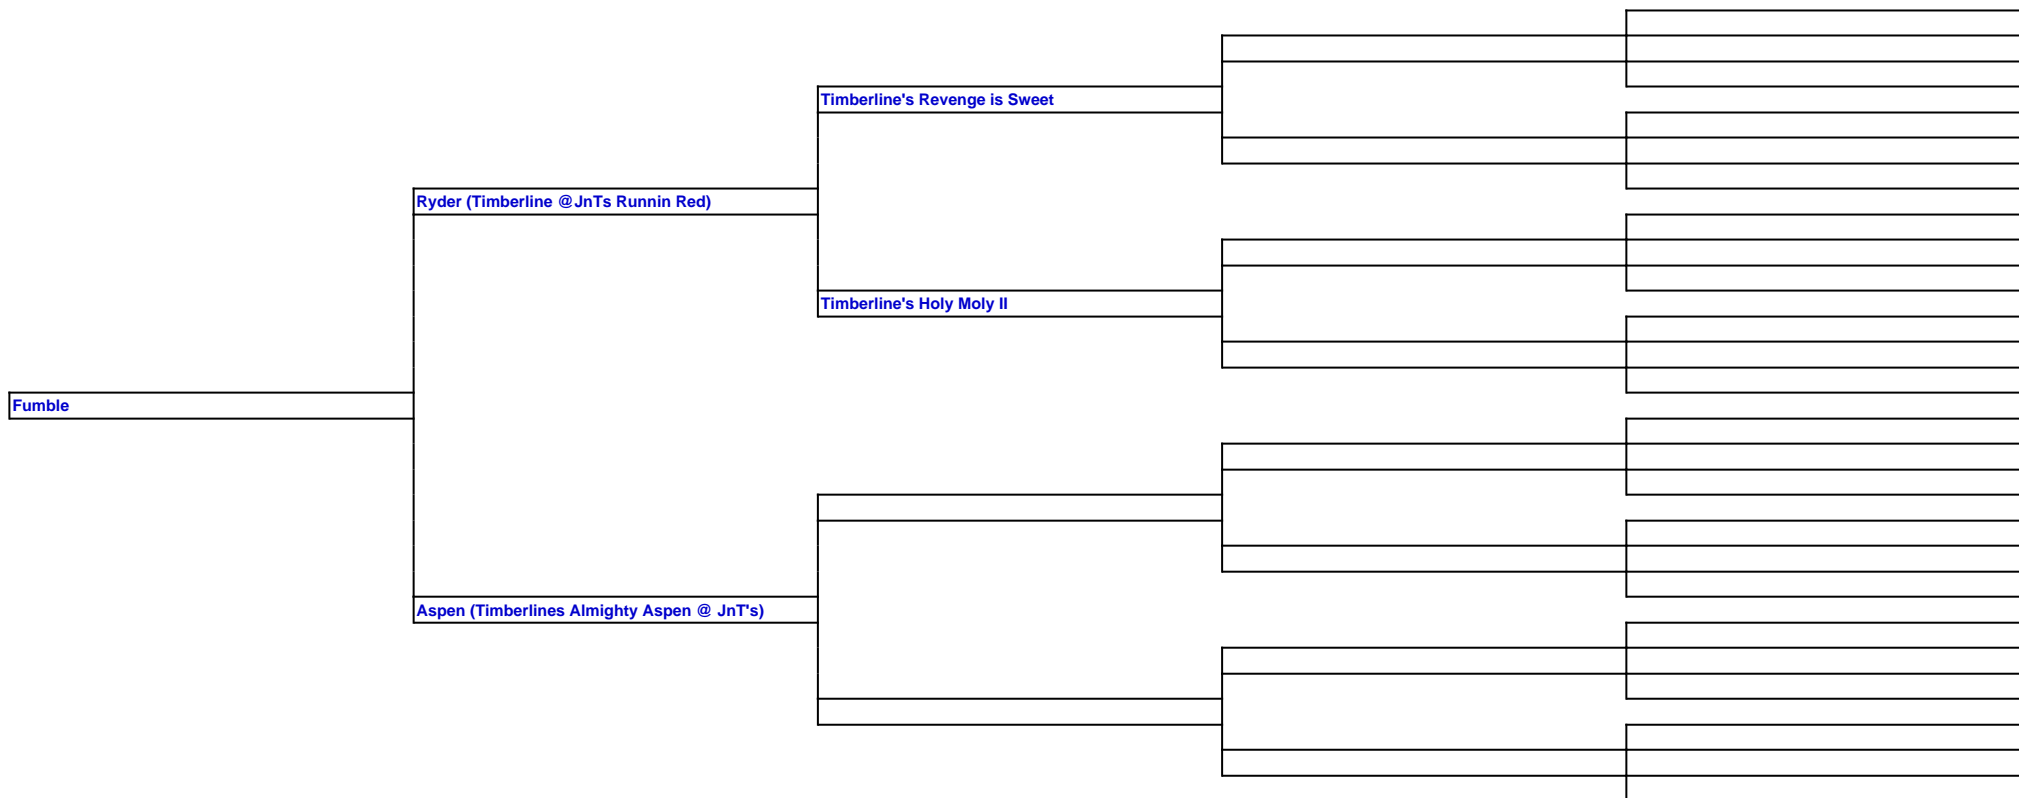 Timberline's Revenge is Sweet
Ryder (Timberline @JnTs Runnin Red)
Timberline's Holy Moly II
Fumble
Aspen (Timberlines Almighty Aspen @ JnT's)